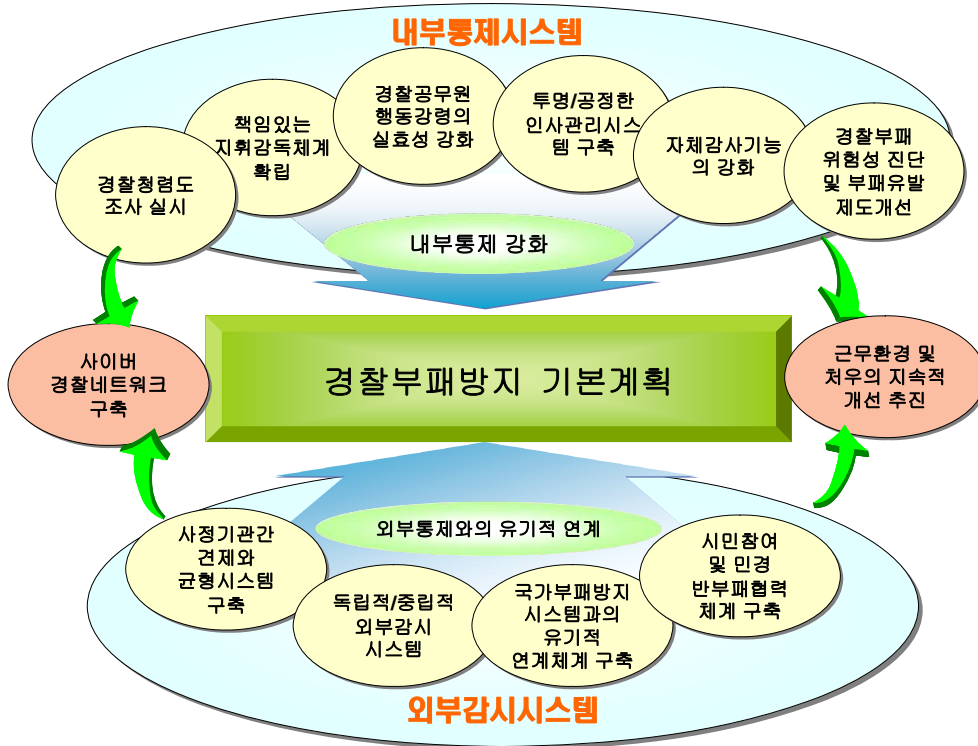 내부통제시스템
경찰청렴도
조사 실시
책임있는
지휘감독체계
확립
경찰공무원
행동강령의
실효성 강화
투명/공정한
인사관리시스
템 구축
자체감사기능
의 강화
경찰부패
위험성 진단
및 부패유발
제도개선
내부통제 강화
사이버
경찰네트워크
구축
경찰부패방지 기본계획
근무환경 및
처우의 지속적
개선 추진
외부통제와의 유기적 연계
사정기관간
견제와
균형시스템
구축
독립적/중립적
외부감시
시스템
국가부패방지
시스템과의
유기적
연계체계 구축
시민참여
및 민경
반부패협력
체계 구축
외부감시시스템